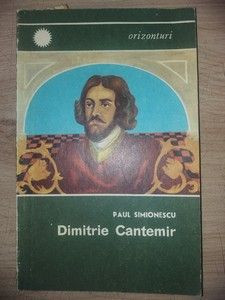 orizonturi
PAUL SIMIONESCU
Dimitrie Cantemir